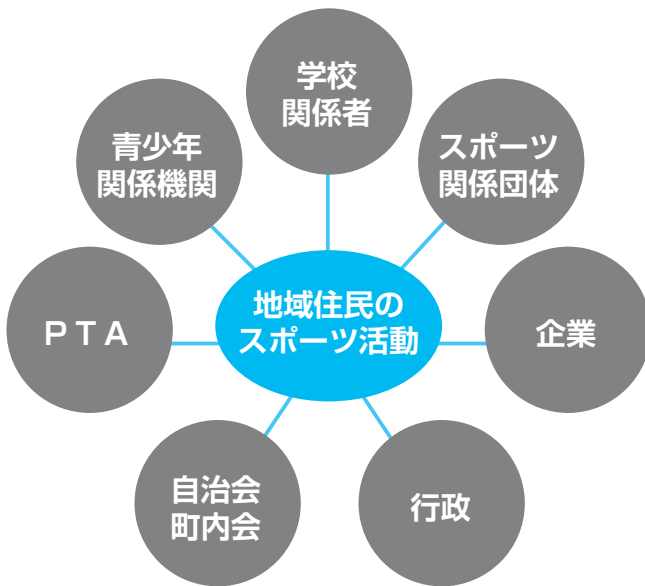 学校
関係者
青少年
関係機関
スポーツ
関係団体
地域住民の
スポーツ活動
ＰＴＡ
企業
自治会
町内会
行政